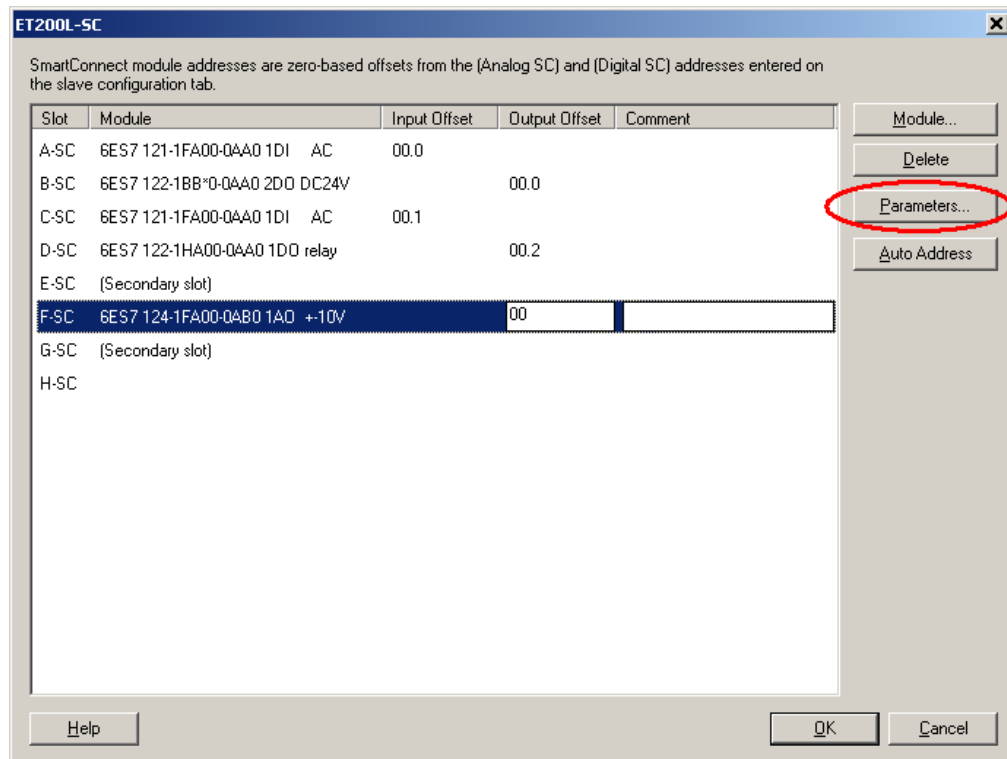 ET200L-SC
SmartConnect module addresses are zero-based offsets from the (Analog SC) and (Digital SC) addresses entered on
the slave configuration tab.
Slot Module Input Offset Output Offset Comment
A-SC 6ES7 121-1FA00-0AA0 1DI AC 00.0
B-SC 6ES7 122-1BB*0-0AA0 2DO DC24V 00.0
C-SC 6ES7 121-1FA00-0AA0 1DI AC 00.1
D-SC 6ES7 122-1HA00-0AA0 1DO relay 00.2
E-SC (Secondary slot)
F-SC 6ES7 124-1FA00-0AB0 1AO +-10V 00
G-SC (Secondary slot)
H-SC
Module...
Delete
Parameters...
Auto Address
Help OK Cancel